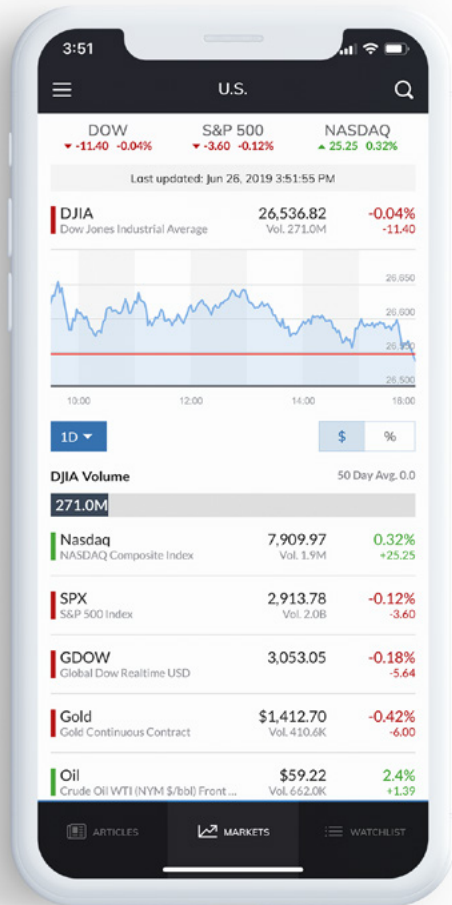 3:51
U.S.
DOW S&P 500 NASDAQ
-11.40 -0.04% -3.60 -0.12% 25.25 0.32%
Last updated: Jun 26, 2019 3:51:55 PM
DJIA 26,536.82 -0.04%
Dow Jones Industrial Average Vol. 271.0M -11.40
26.650
26.600
26.500
10:00 12:00 14:00 18:00
1D $ %
DJIA Volume 50 Day Avg. 0.0
271.0M
Nasdaq 7,909.97 0.32%
NASDAQ Composite Index Vol. 1.9M +25.25
SPX 2,913.78 -0.12%
S&P 500 Index Vol. 2.0B -3.60
GDOW 3,053.05 -0.18%
Global Dow Realtime USD -5.64
Gold $1,412.70 -0.42%
Gold Continuous Contract Vol. 410.6K -6.00
Oil $59.22 2.4%
Crude Oil WTI (NYM $/bbl) Front ... Vol. 662.0K +1.39
ARTICLES MARKETS WATCHLIST